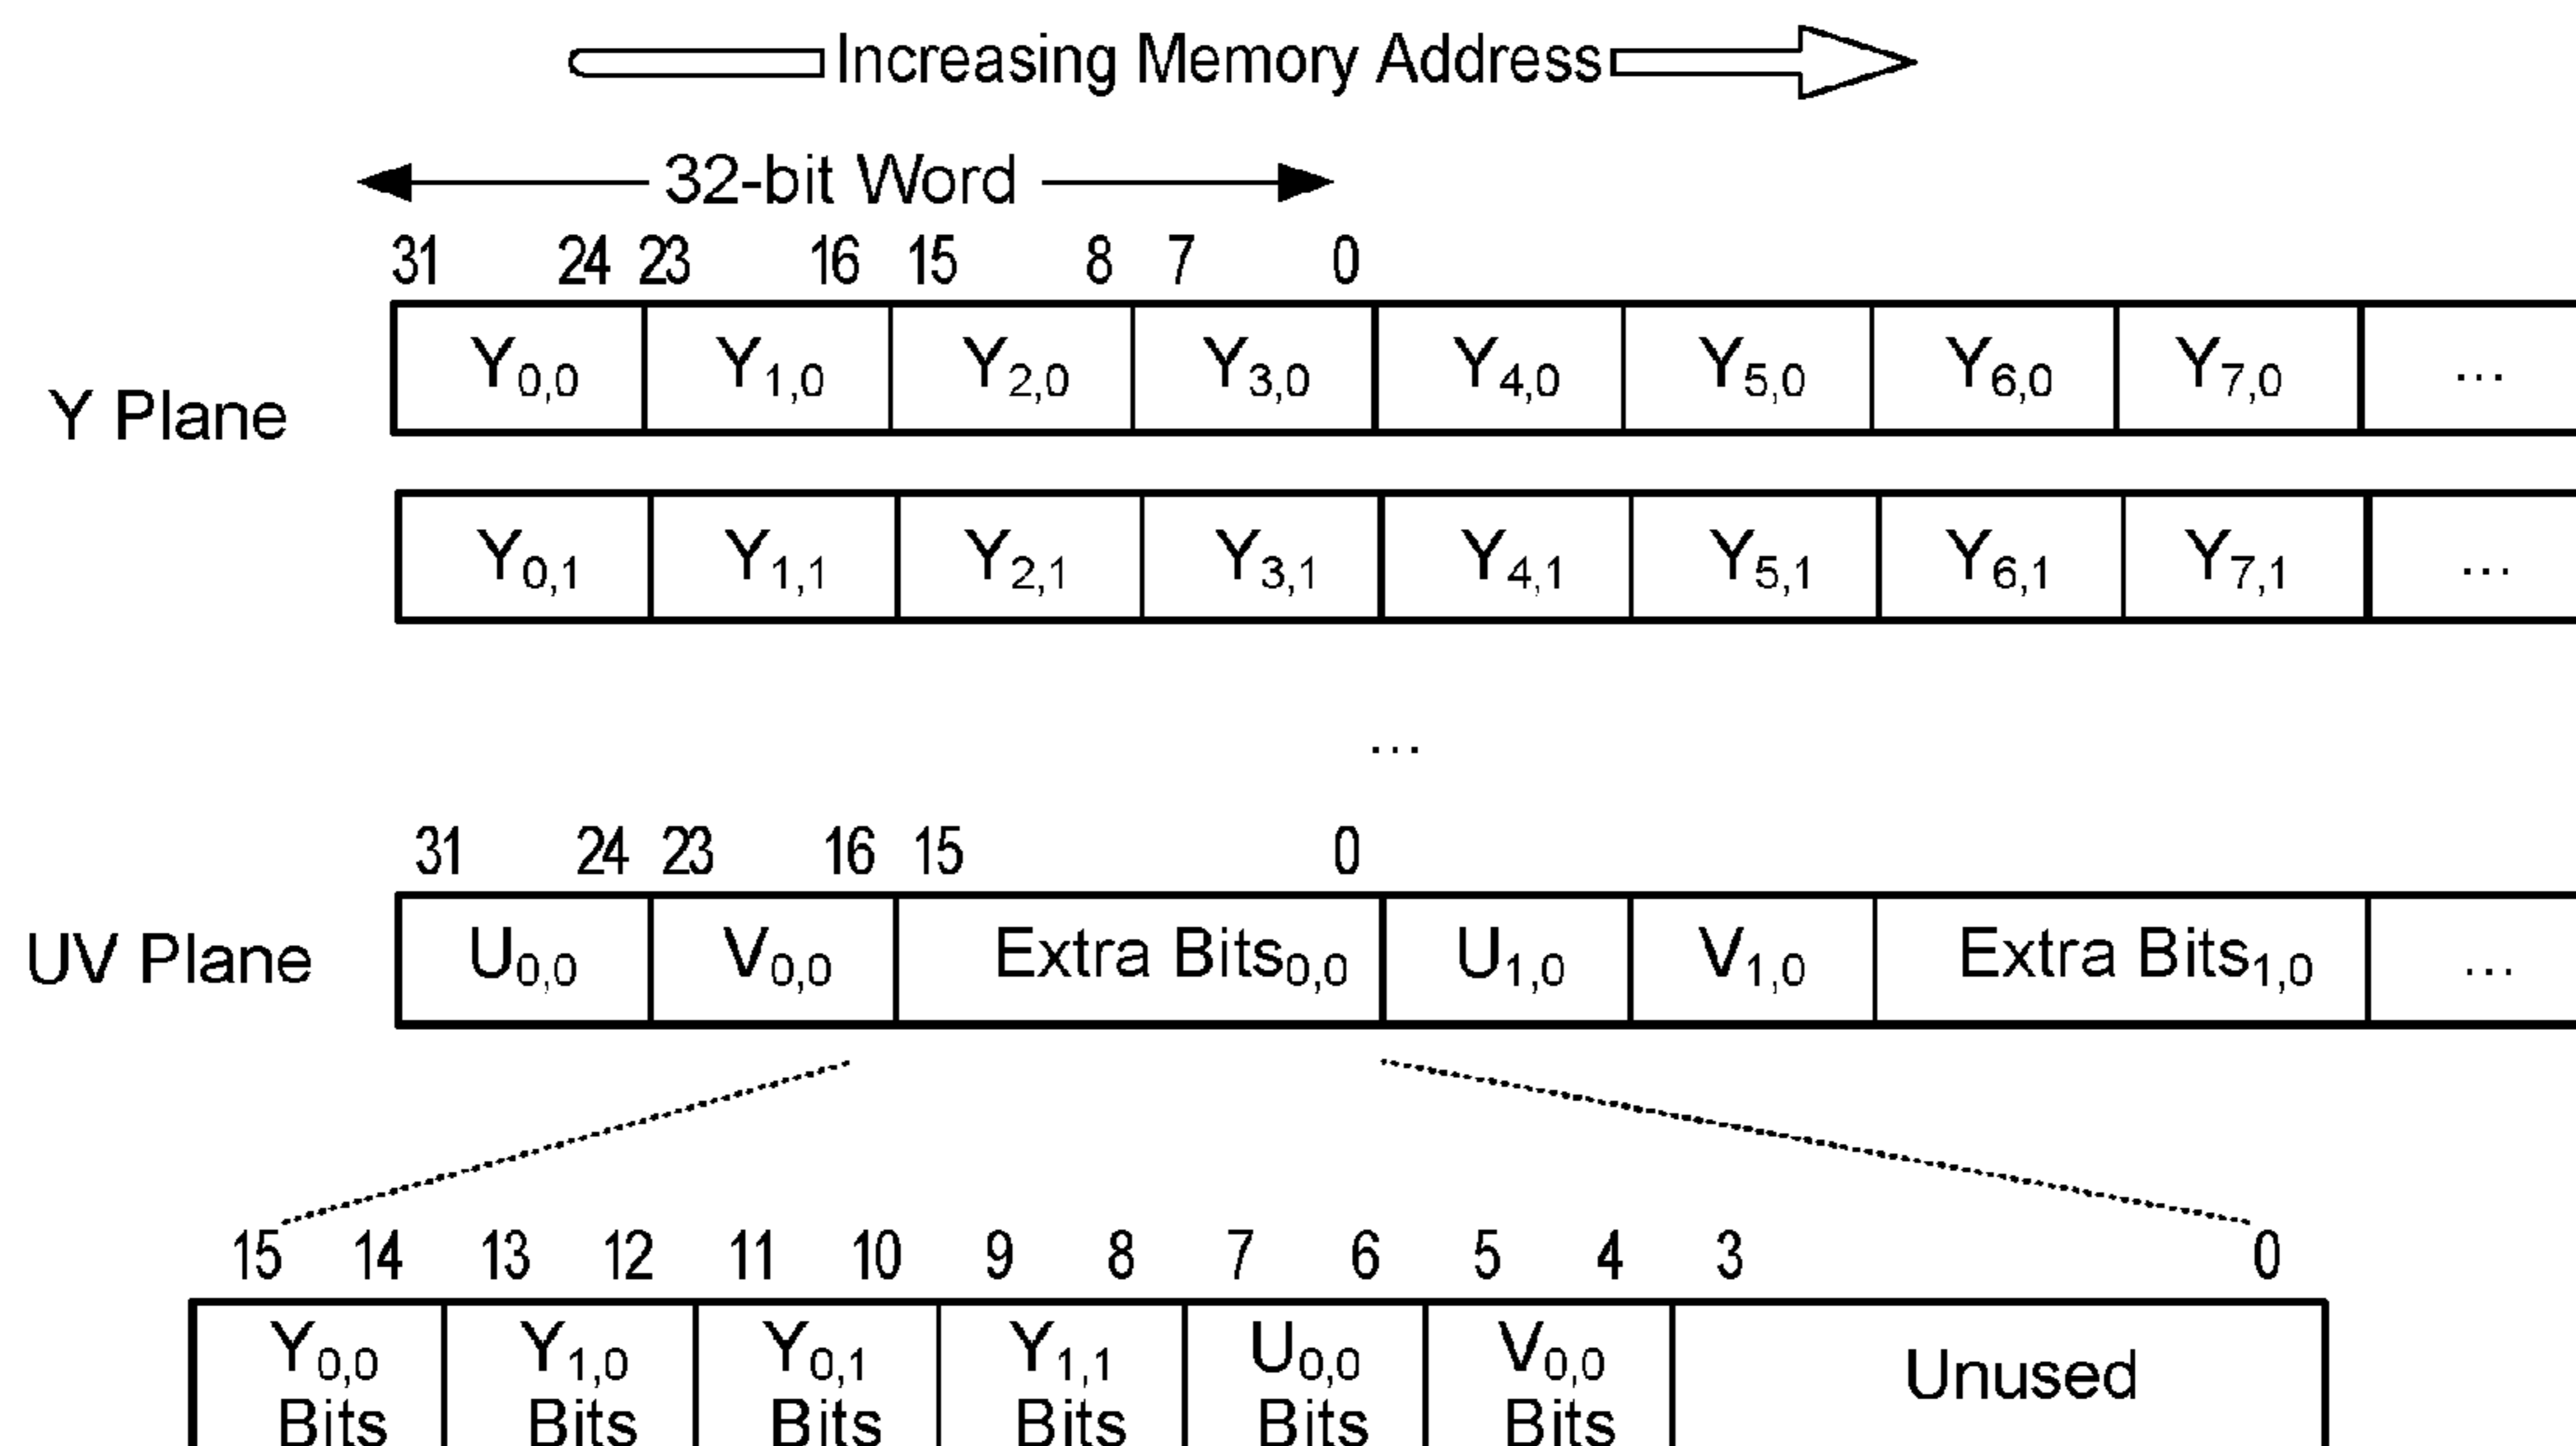 Increasing Memory Address
32-bit Word
31 24 23 16 15 8 7 0
Y Plane
Y0,0 Y1,0 Y2,0 Y3,0 Y4,0 Y5,0 Y6,0 Y7,0 ...
Y0,1 Y1,1 Y2,1 Y3,1 Y4,1 Y5,1 Y6,1 Y7,1 ...
...
31 24 23 16 15 0
UV Plane
U0,0 V0,0 Extra Bits0,0 U1,0 V1,0 Extra Bits1,0 ...
15 14 13 12 11 10 9 8 7 6 5 4 3 0
Y0,0 Y1,0 Y0,1 Y1,1 U0,0 V0,0 Unused
Bits Bits Bits Bits Bits Bits